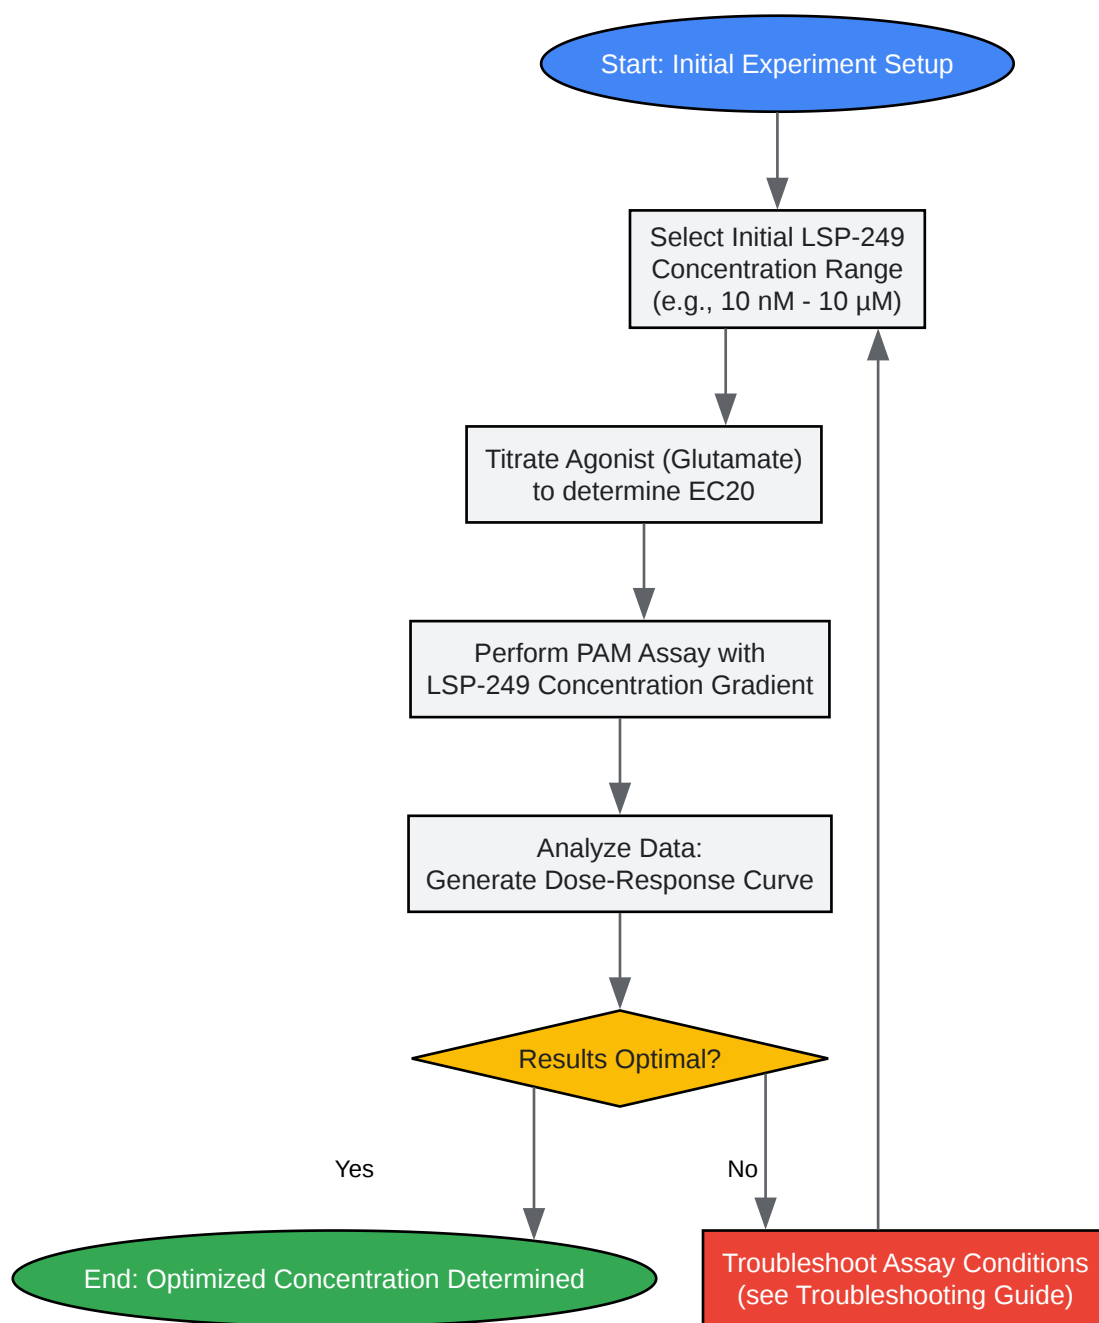 Start: Initial Experiment Setup
Select Initial LSP-249
Concentration Range
(e.g., 10 nM - 10 µM)
Titrate Agonist (Glutamate)
to determine EC20
Perform PAM Assay with
LSP-249 Concentration Gradient
Analyze Data:
Generate Dose-Response Curve
Results Optimal?
Yes
No
End: Optimized Concentration Determined
Troubleshoot Assay Conditions
(see Troubleshooting Guide)